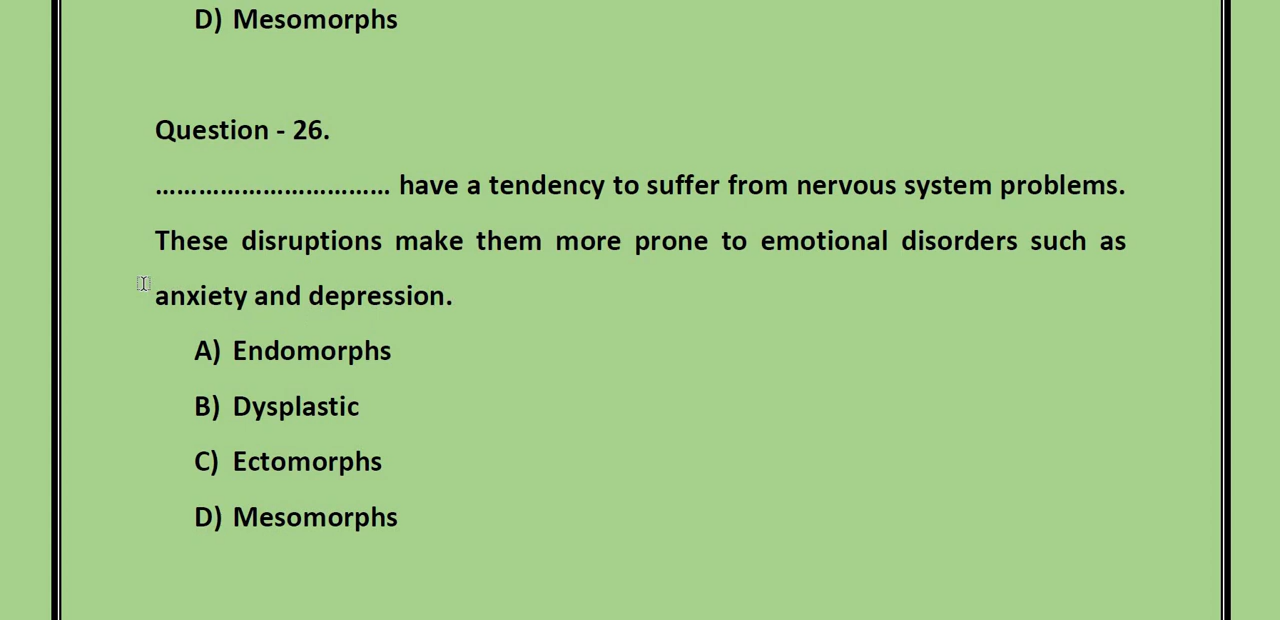 D) Mesomorphs
Question - 26.
................................ have a tendency to suffer from nervous system problems.
These disruptions make them more prone to emotional disorders such as
anxiety and depression.
A) Endomorphs
B) Dysplastic
C) Ectomorphs
D) Mesomorphs